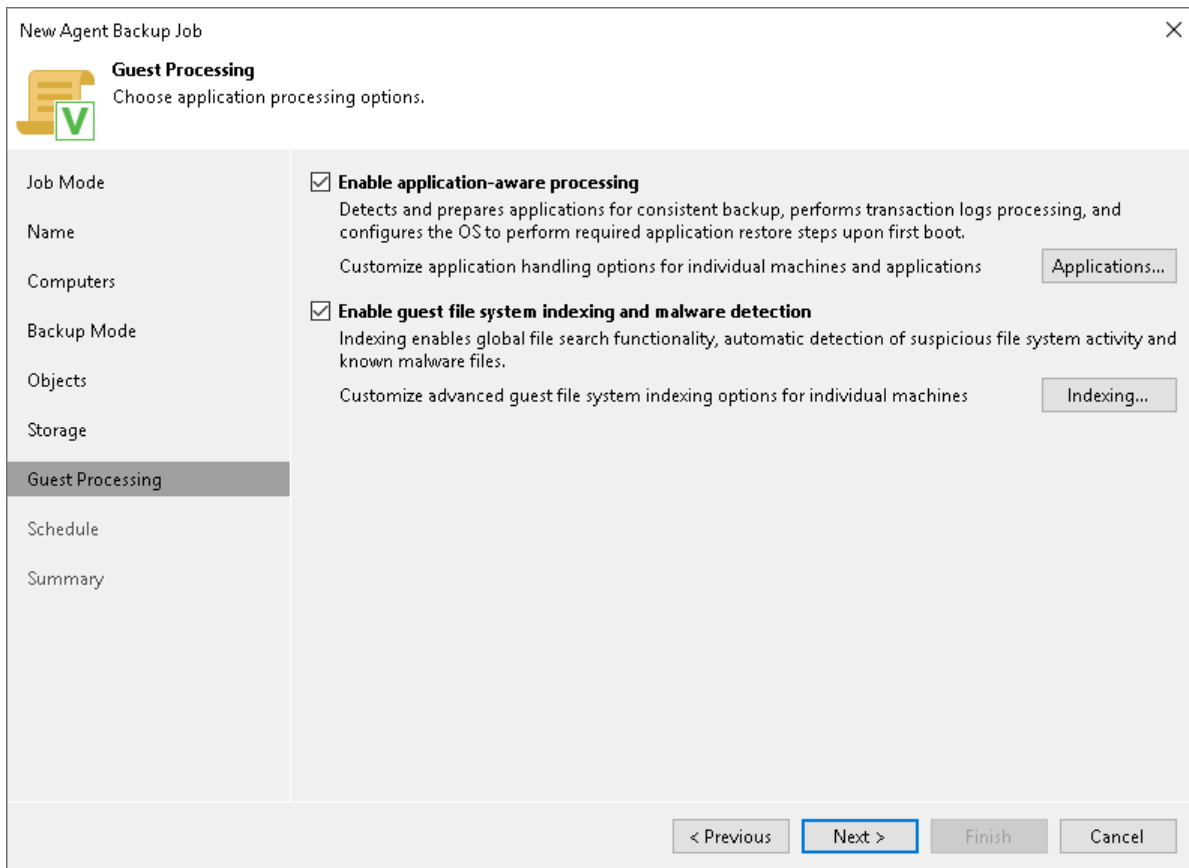 New Agent Backup Job
Guest Processing
Choose application processing options.
V
Job Mode
Name
Computers
Backup Mode
Objects
Storage
Guest Processing
Schedule
Summary
Enable application-aware processing
Detects and prepares applications for consistent backup, performs transaction logs processing, and
configures the OS to perform required application restore steps upon first boot.
Customize application handling options for individual machines and applications
Applications...
Enable guest file system indexing and malware detection
Indexing enables global file search functionality, automatic detection of suspicious file system activity and
known malware files.
Customize advanced guest file system indexing options for individual machines
Indexing...
< Previous
Next >
Finish
Cancel